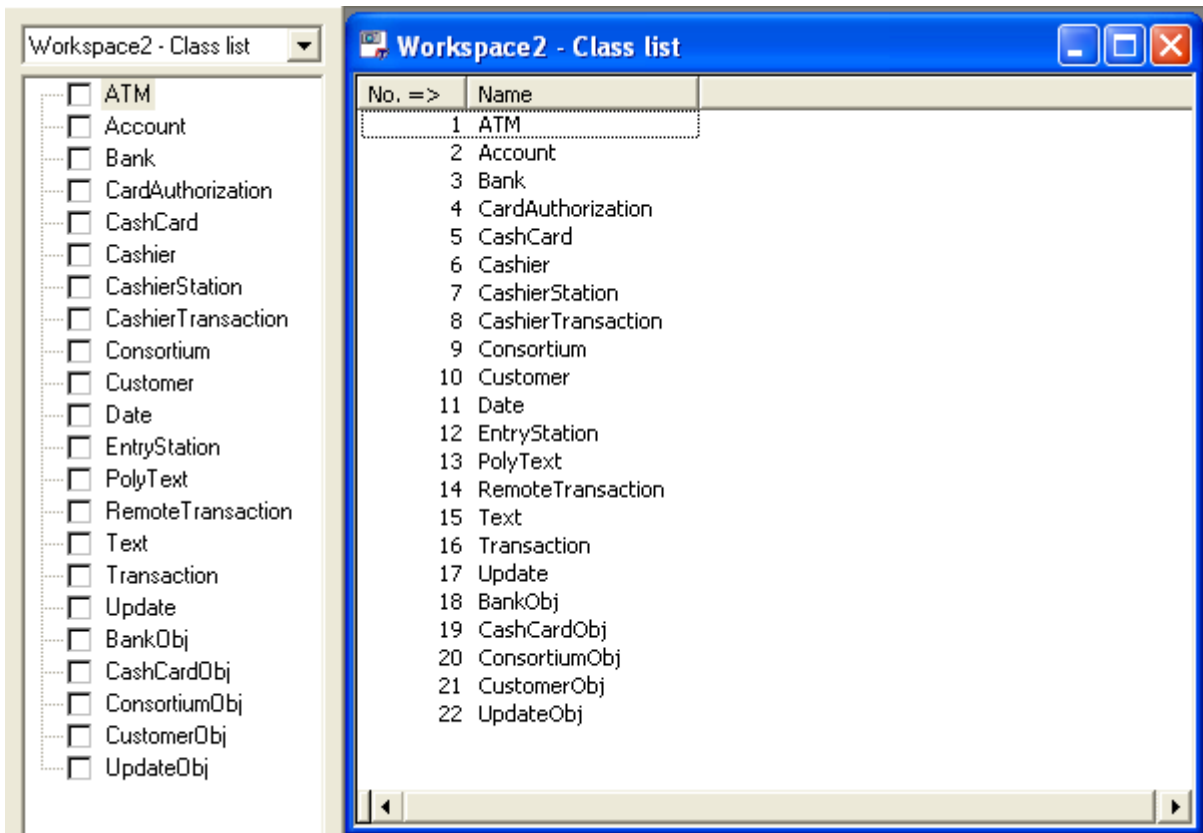 Workspace2 - Class list
ATM
Account
Bank
CardAuthorization
CashCard
Cashier
CashierStation
CashierTransaction
Consortium
Customer
Date
EntryStation
PolyText
RemoteTransaction
Text
Transaction
Update
BankObj
CashCardObj
ConsortiumObj
CustomerObj
UpdateObj
Workspace2 - Class list
No. => Name
1 ATM
2 Account
3 Bank
4 CardAuthorization
5 CashCard
6 Cashier
7 CashierStation
8 CashierTransaction
9 Consortium
10 Customer
11 Date
12 EntryStation
13 PolyText
14 RemoteTransaction
15 Text
16 Transaction
17 Update
18 BankObj
19 CashCardObj
20 ConsortiumObj
21 CustomerObj
22 UpdateObj